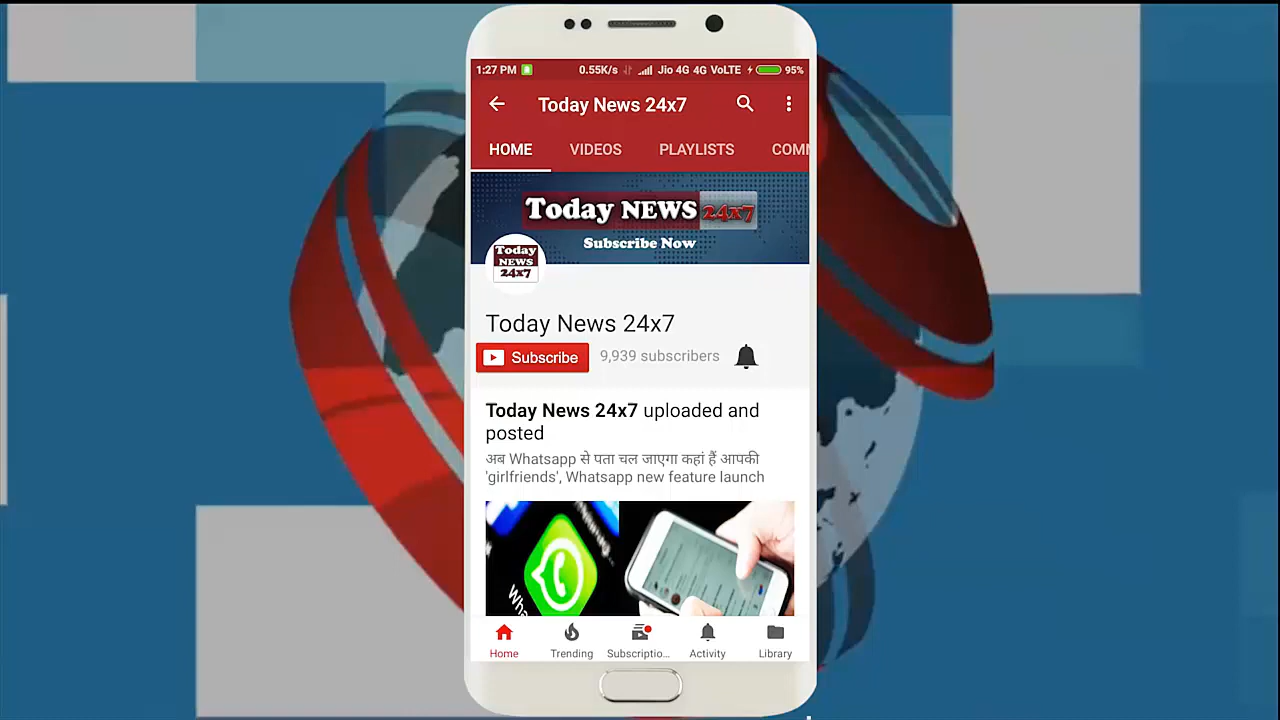 1:27 PM 0.55K/s Jio 4G 4G VoLTE 95%
Today News 24x7
HOME VIDEOS PLAYLISTS COMM
Today NEWS 24x7
Subscribe Now
Today
NEWS
24x7
Today News 24x7
Subscribe 9,939 subscribers
Today News 24x7 uploaded and
posted
अब Whatsapp से पता चल जाएगा कहां हैं आपकी
'girlfriends', Whatsapp new feature launch
Home Trending Subscriptio... Activity Library